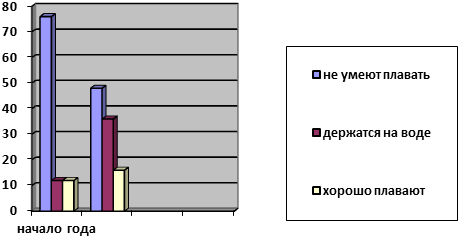 80
70
60
50
40
30
20
10
0
начало года
не умеют плавать
держатся на воде
хорошо плавают